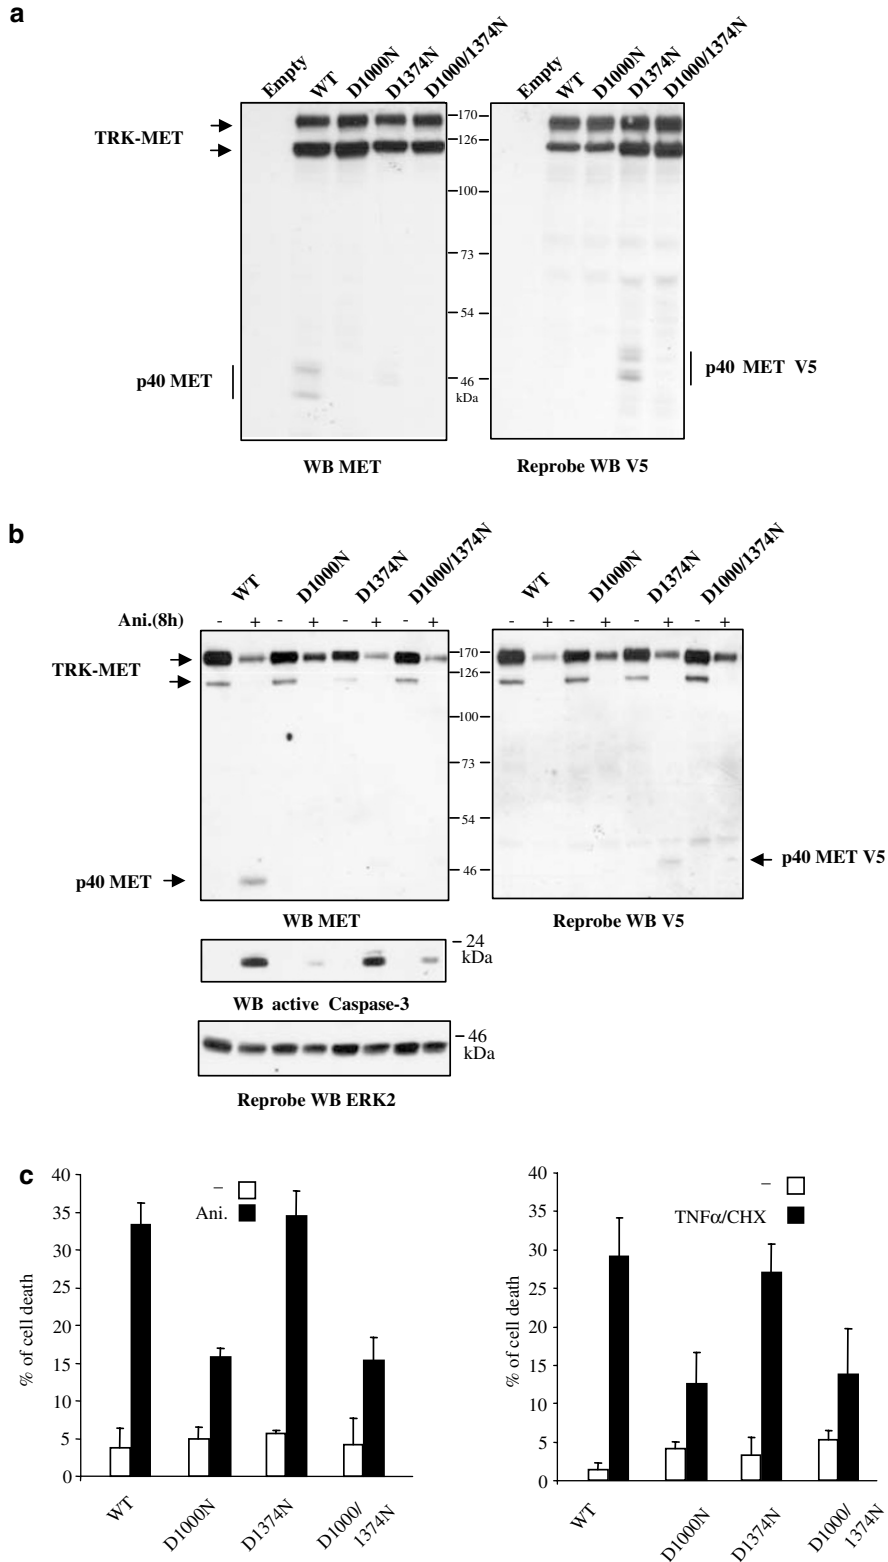 a
Empty WT D1000N D1374N D1000/1374N Empty WT D1000N D1374N D1000/1374N
TRK-MET
170
126
100
73
54
46
kDa
p40 MET
p40 MET V5
WB MET
Reprobe WB V5
b
WT D1000N D1374N D1000/1374N WT D1000N D1374N D1000/1374N
Ani.(8h) - + - + - + - + - + - + - + - +
TRK-MET
170
126
100
73
54
46
p40 MET
p40 MET V5
WB MET
Reprobe WB V5
24
kDa
WB active Caspase-3
46
kDa
Reprobe WB ERK2
c
% of cell death
40
35
30
25
20
15
10
5
0
–
Ani.
WT D1000N D1374N D1000/
1374N
% of cell death
40
35
30
25
20
15
10
5
0
–
TNFα/CHX
WT D1000N D1374N D1000/
1374N